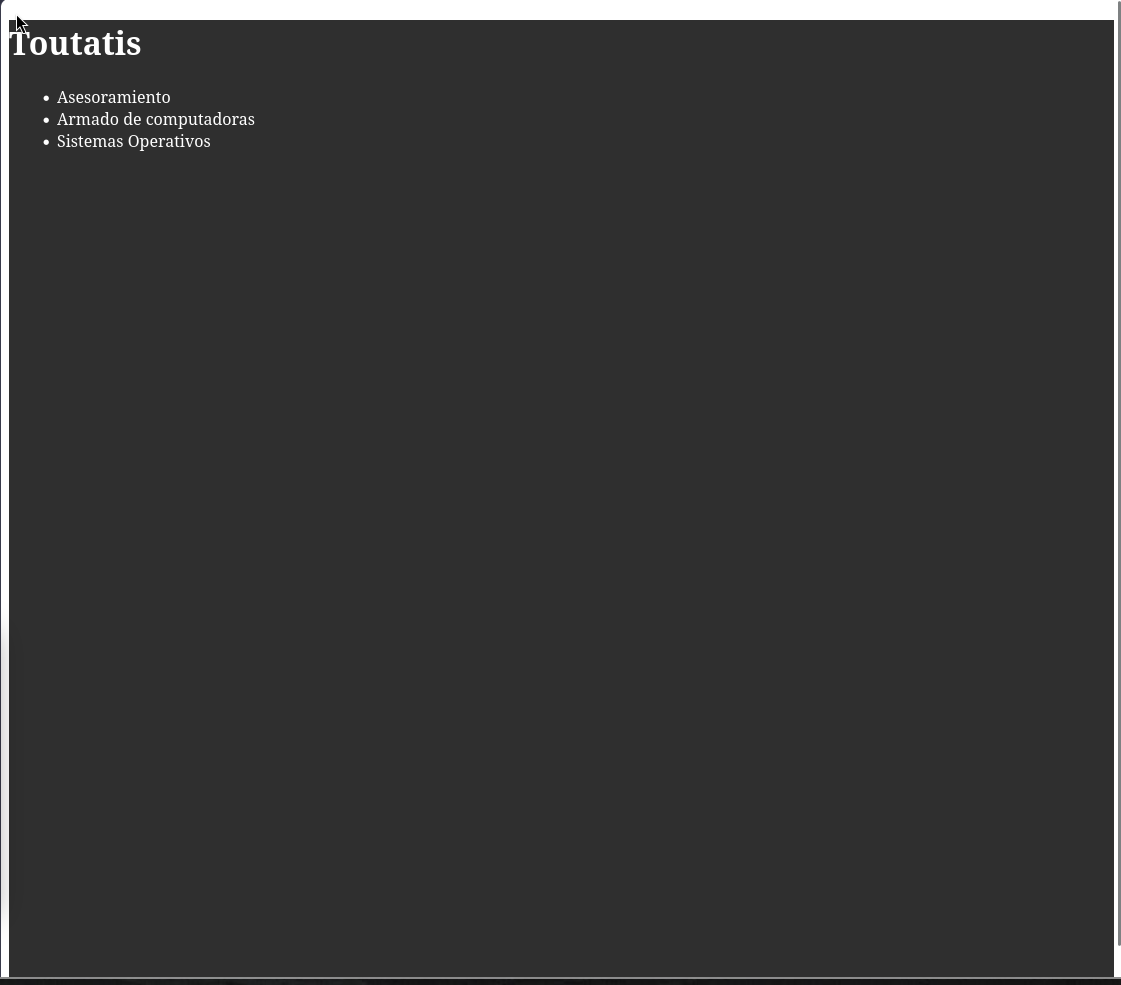 Toutatis
Asesoramiento
Armado de computadoras
Sistemas Operativos